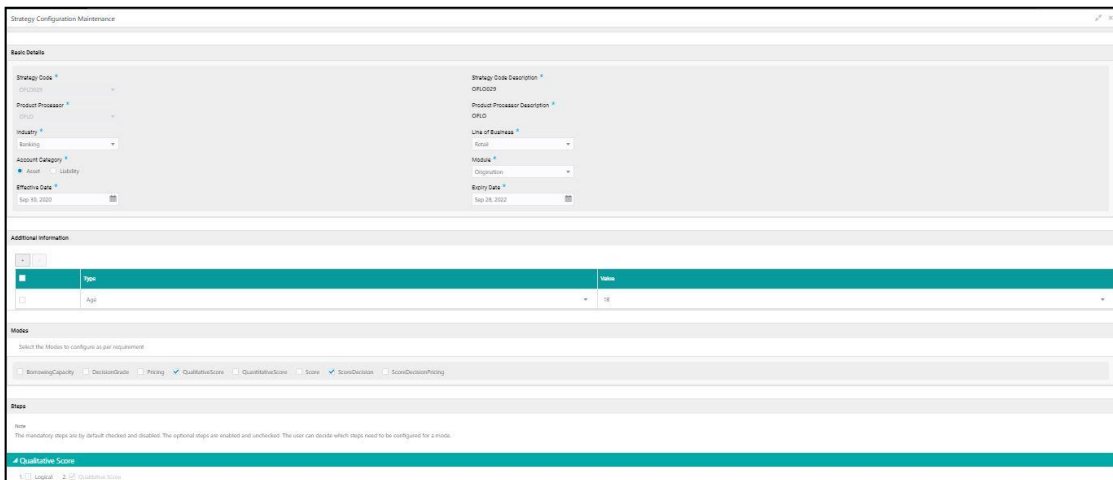 Strategy Configuration Maintenance
Basic Details
Strategy Code *
Strategy Code Description *
OFLO029
OFLO029
Product Processor *
Product Processor Description *
OFLO
OFLO
Industry *
Line of Business *
Banking
Retail
Account Category *
Module *
Asset Liability
Origination
Effective Date *
Expiry Date *
Sep 30, 2020
Sep 28, 2022
Additional Information
Type Value
Age 18
Modes
Select the Modes to configure as per requirement
BorrowingCapacity DecisionGrade Pricing QualitativeScore QuantitativeScore Score ScoreDecision ScoreDecisionPricing
Steps
Note
The mandatory steps are by default checked and disabled. The optional steps are enabled and unchecked. The user can decide which steps need to be configured for a mode.
Qualitative Score
1. Logical 2. Qualitative Score